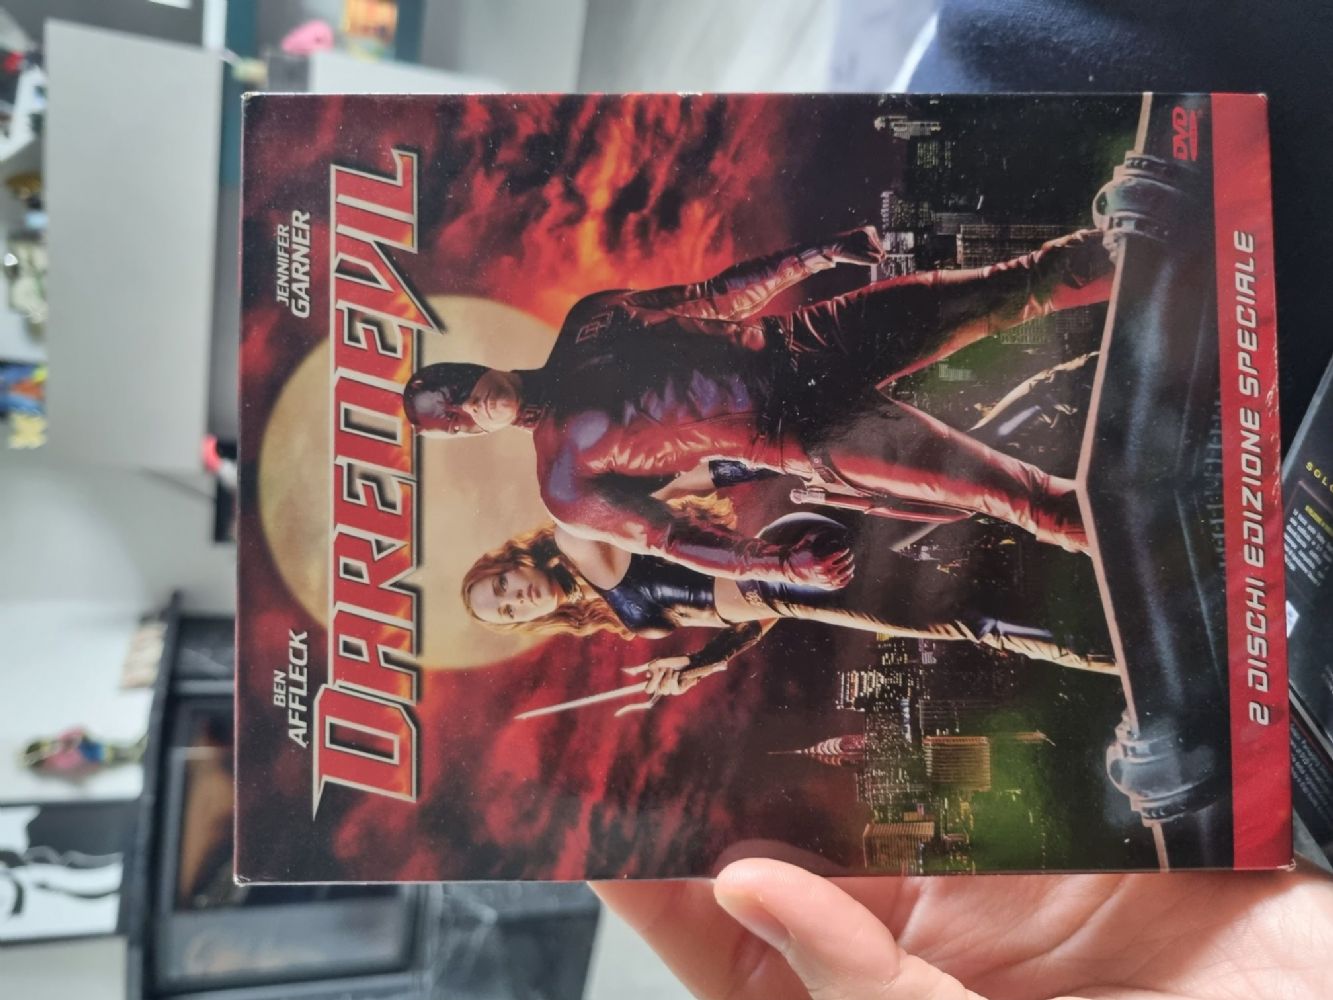 BEN
AFFLECK
JENNIFER
GARNER
DAREDEVIL
DVD
2 DISCHI EDIZIONE SPECIALE